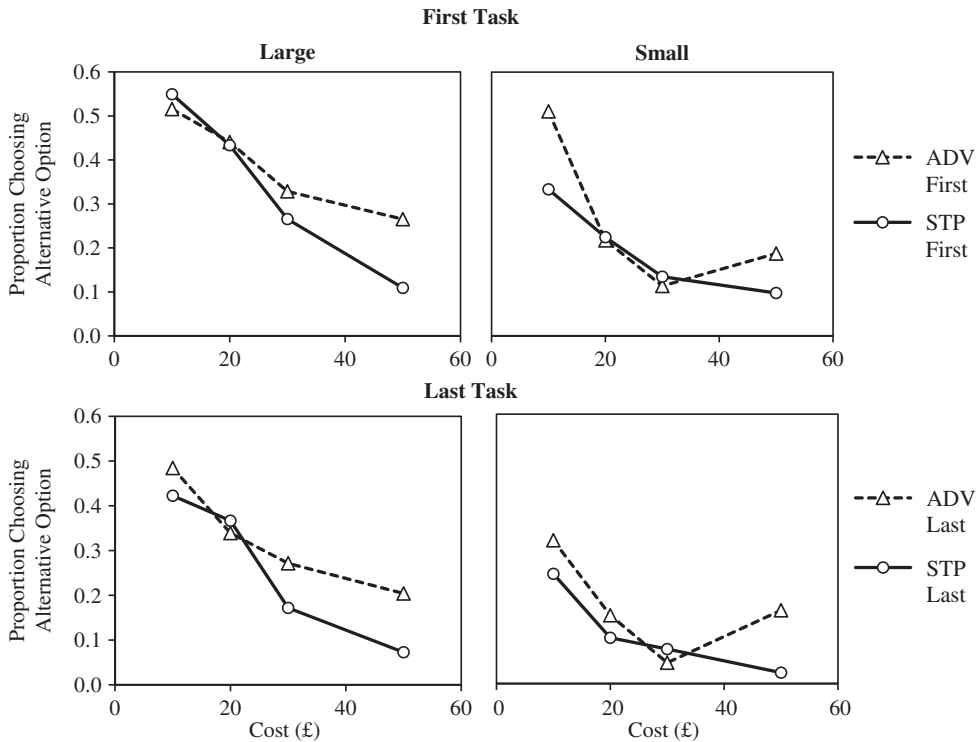 First Task
Large
Small
Proportion Choosing
Alternative Option
0.6
0.5
0.4
0.3
0.2
0.1
0.0
0 20 40 60
0 20 40 60
ADV
First
STP
First
Last Task
Proportion Choosing
Alternative Option
0.6
0.5
0.4
0.3
0.2
0.1
0.0
0 20 40 60
0 20 40 60
Cost (£)
Cost (£)
ADV
Last
STP
Last